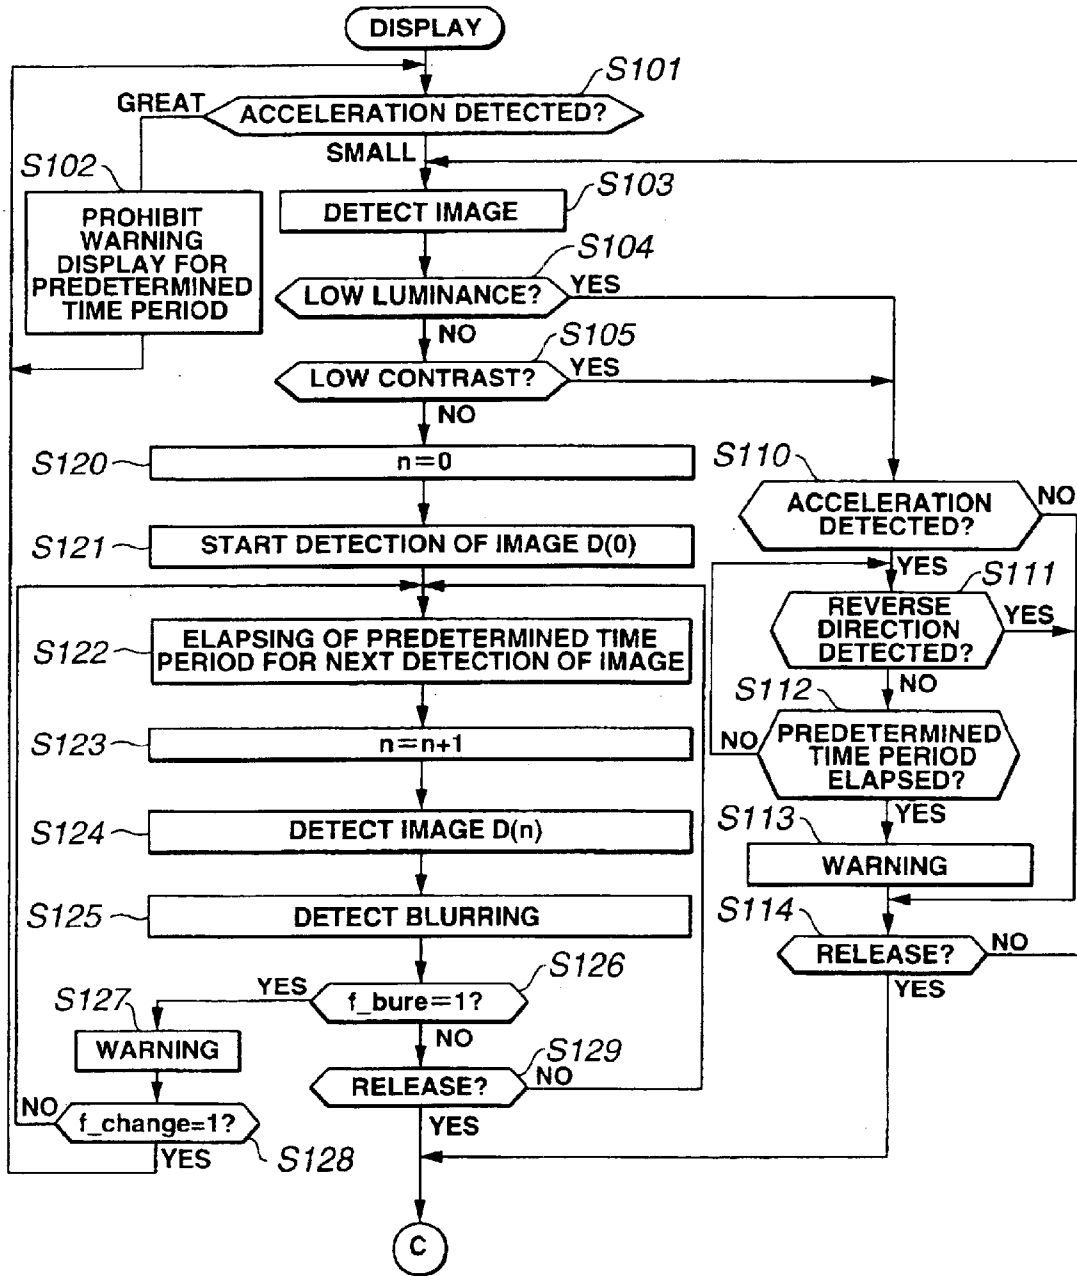 DISPLAY
S101
GREAT
ACCELERATION DETECTED?
SMALL
S102
PROHIBIT
WARNING
DISPLAY FOR
PREDETERMINED
TIME PERIOD
S103
DETECT IMAGE
S104
LOW LUMINANCE?
YES
NO
S105
LOW CONTRAST?
YES
NO
S120
n=0
S121
START DETECTION OF IMAGE D(0)
S122
ELAPSING OF PREDETERMINED TIME
PERIOD FOR NEXT DETECTION OF IMAGE
S123
n=n+1
S124
DETECT IMAGE D(n)
S125
DETECT BLURRING
S126
YES
f_bure=1?
NO
S127
WARNING
S129
RELEASE?
NO
YES
NO
f_change=1?
YES
S128
S110
ACCELERATION
DETECTED?
NO
YES
S111
REVERSE
DIRECTION
DETECTED?
YES
NO
S112
PREDETERMINED
TIME PERIOD
ELAPSED?
NO
YES
S113
WARNING
S114
RELEASE?
NO
YES
C